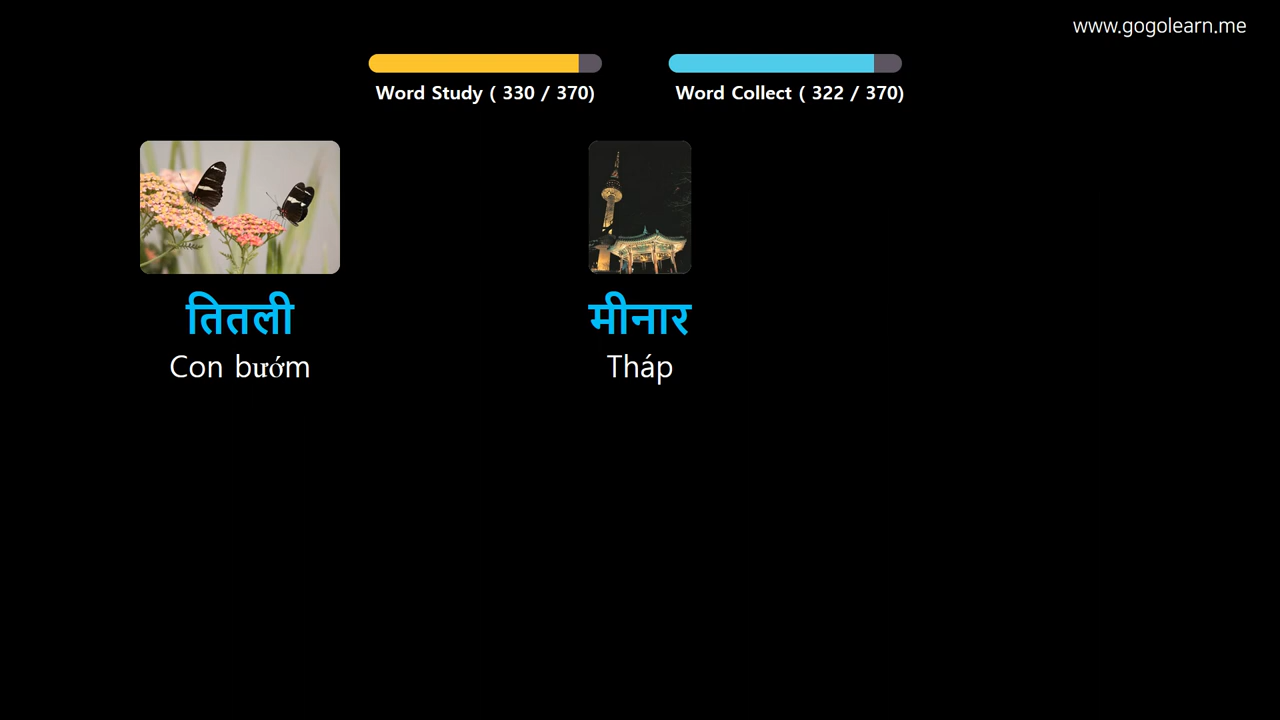 www.gogolearn.me
Word Study ( 330 / 370)
Word Collect ( 322 / 370)
तितली
Con bướm
मीनार
Tháp